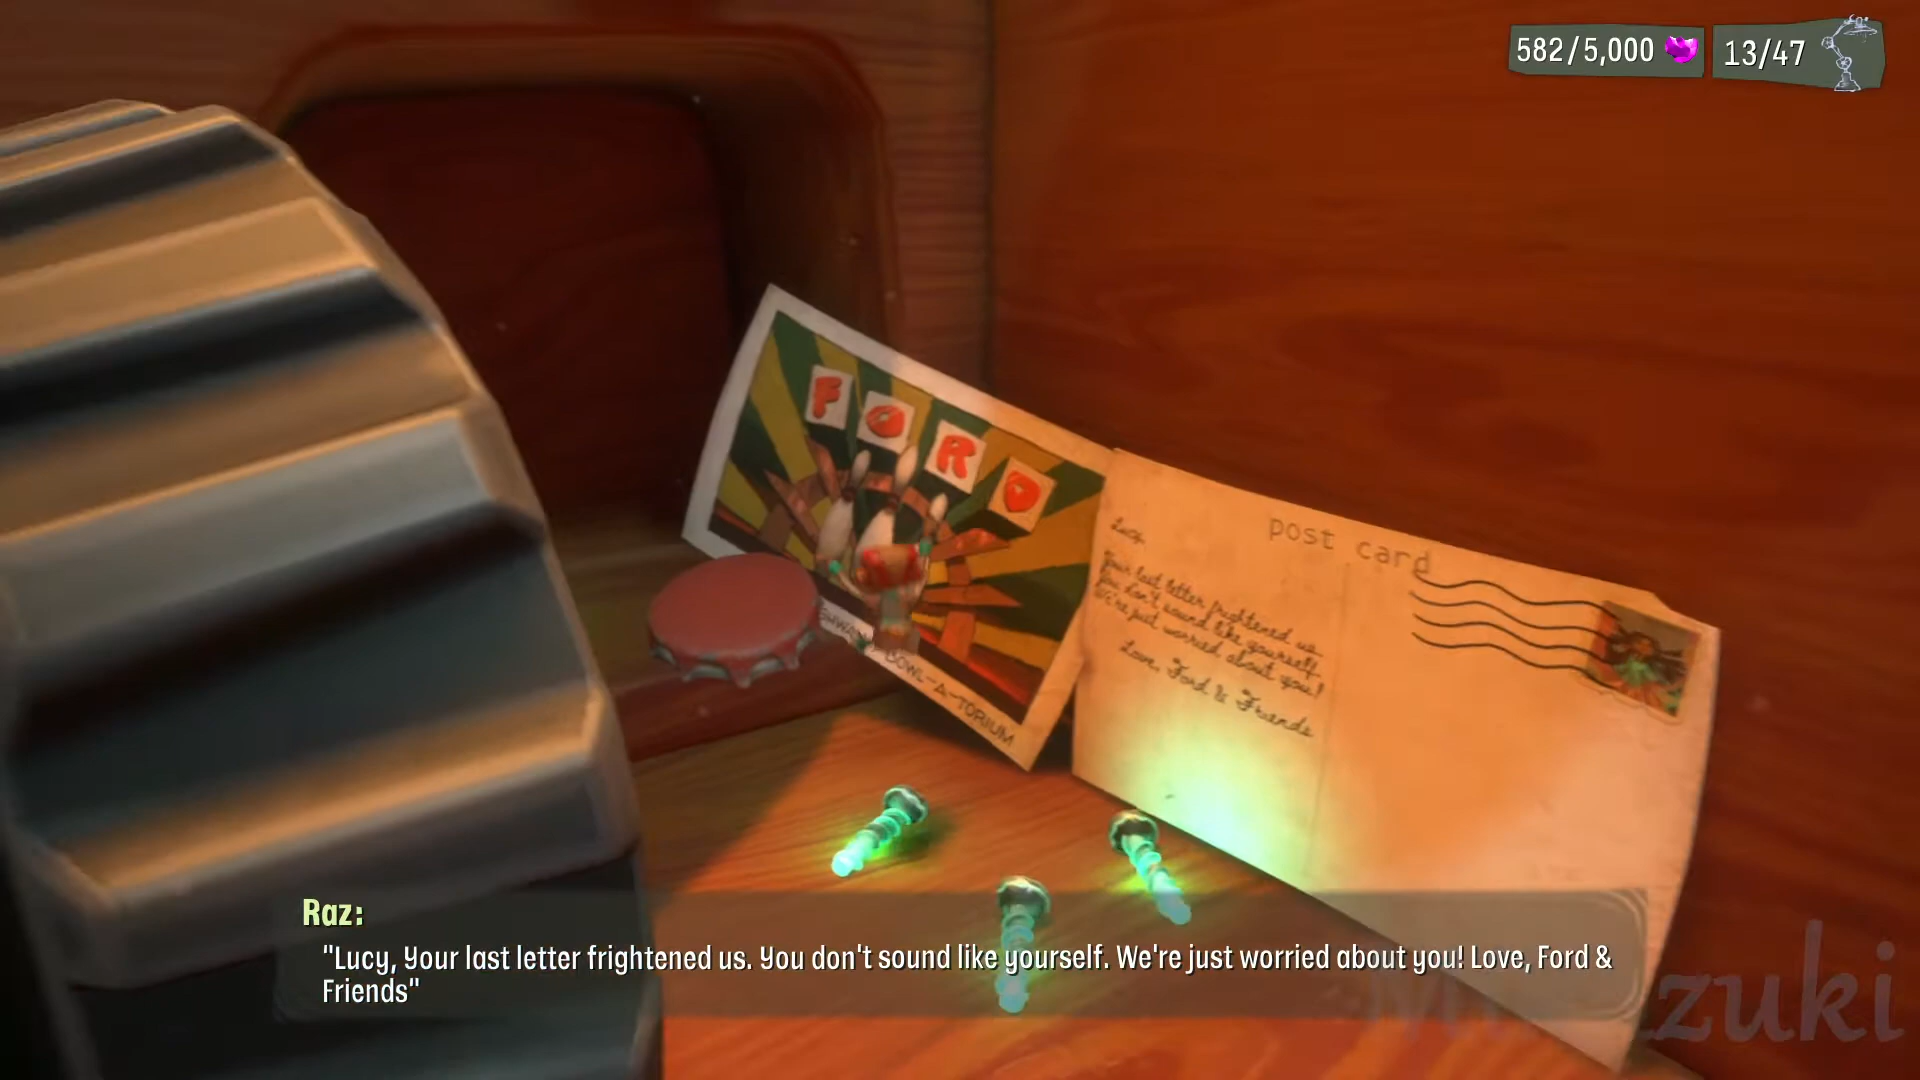 582/5,000
13/47
FORD
BOWL-A-TORIUM
post card
Lucy,
Your last letter frightened us.
You don't sound like yourself.
We're just worried about you!
Love, Ford & Friends
Raz:
"Lucy, Your last letter frightened us. You don't sound like yourself. We're just worried about you! Love, Ford &
Friends"
zuki